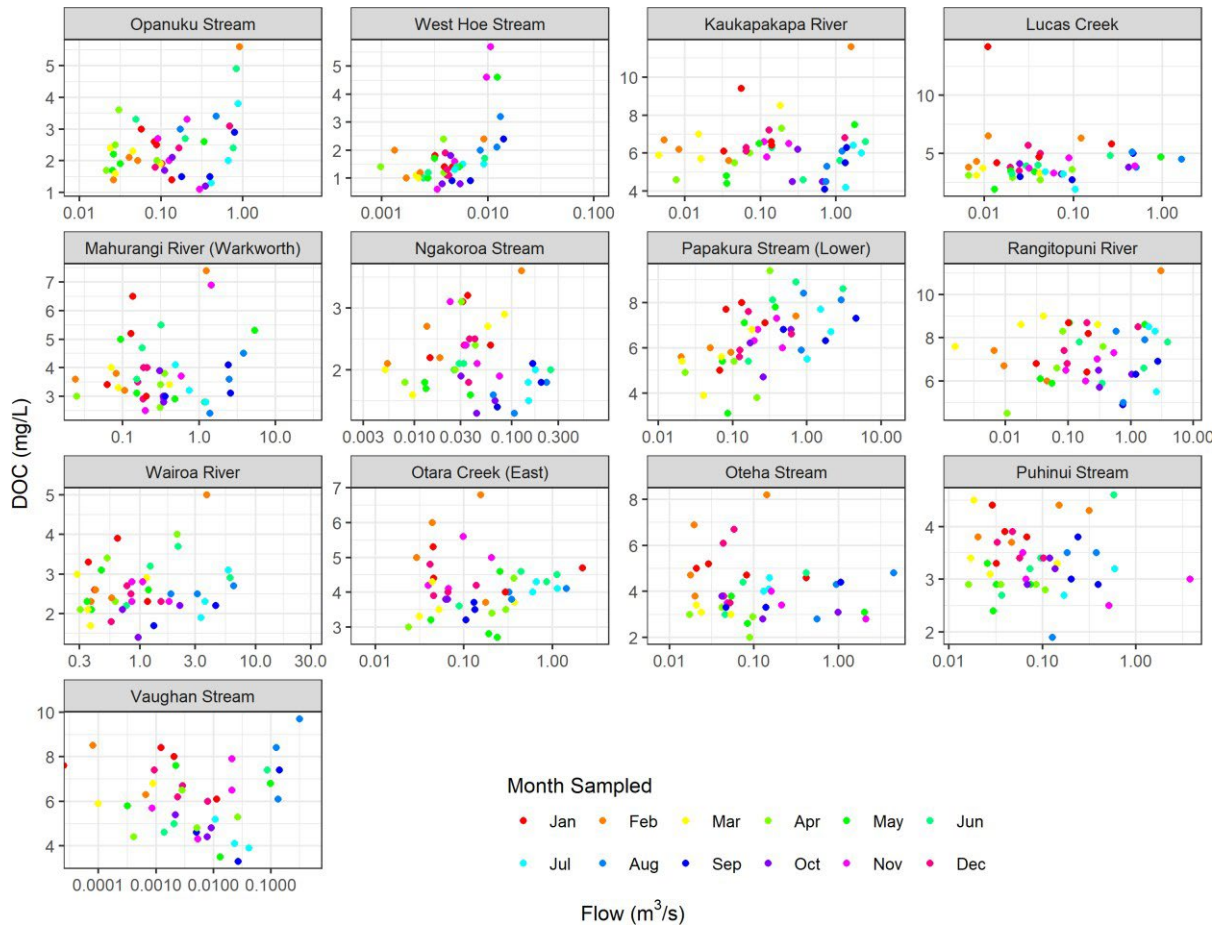 Opanuku Stream West Hoe Stream Kaukapakapa River Lucas Creek
5
4
3
2
1
0.01 0.10 1.00
5
4
3
2
1
0.001 0.010 0.100
10
8
6
4
0.01 0.10 1.00
10
5
0.01 0.10 1.00
Mahurangi River (Warkworth) Ngakoroa Stream Papakura Stream (Lower) Rangitopuni River
7
6
5
4
3
0.1 1.0 10.0
3
2
0.003 0.010 0.030 0.100 0.300
8
6
4
0.01 0.10 1.00 10.00
10
8
6
0.01 0.10 1.00 10.00
DOC (mg/L)
Wairoa River Otara Creek (East) Oteha Stream Puhinui Stream
5
4
3
2
0.3 1.0 3.0 10.0 30.0
7
6
5
4
3
0.01 0.10 1.00
8
6
4
2
0.01 0.10 1.00
4
3
2
0.01 0.10 1.00
Vaughan Stream
10
8
6
4
0.0001 0.0010 0.0100 0.1000
Month Sampled
Jan Feb Mar Apr May Jun
Jul Aug Sep Oct Nov Dec
Flow (m³/s)